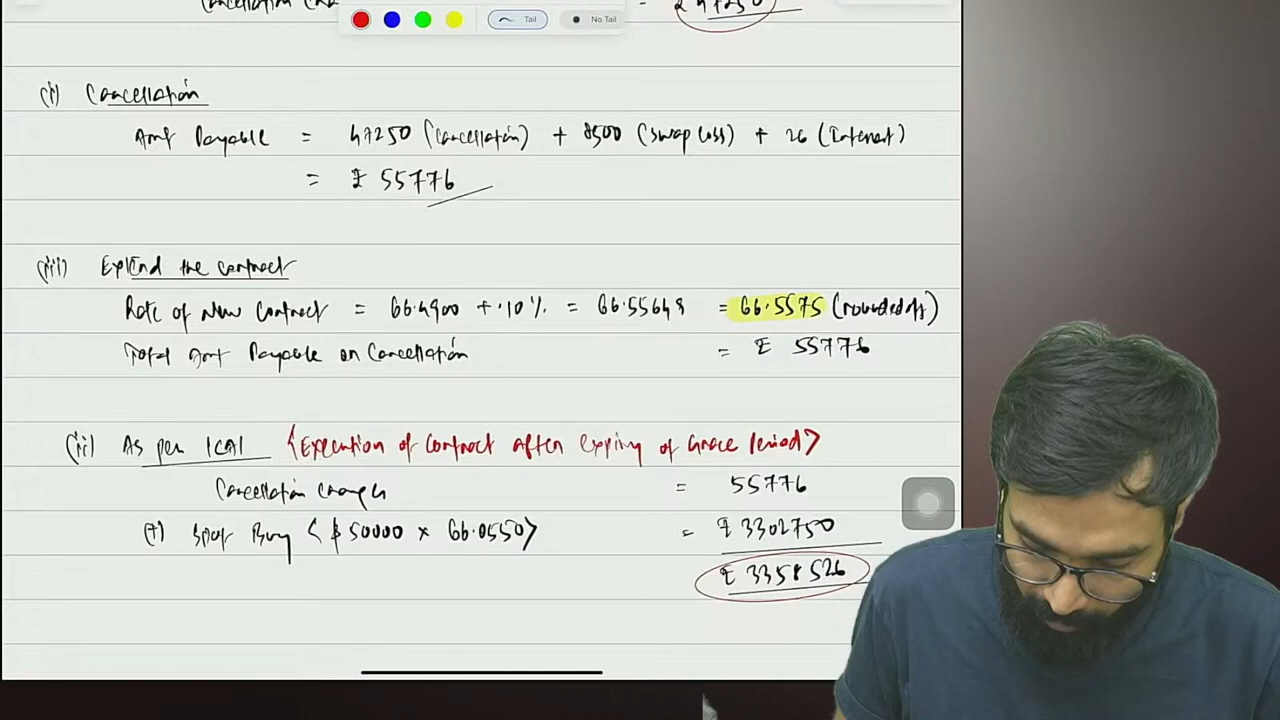 Cancellation = ₹ 47250
Tail No Tail
(i) Cancellation
Amt Payable = 47250 (Cancellation) + 8500 (Swap Loss) + 26 (Interest)
= ₹ 55776
(iii) Extend the contract
Rate of New Contract = 66.4900 + .10% = 66.55649 = 66.5575 (rounded off)
Total Amt Payable on Cancellation = ₹ 55776
(ii) As per ICAI (Execution of contract after expiry of Grace Period)
Cancellation Charges = 55776
(+) Spot Buy < $ 50000 × 66.0550 > = ₹ 3302750
₹ 3358526